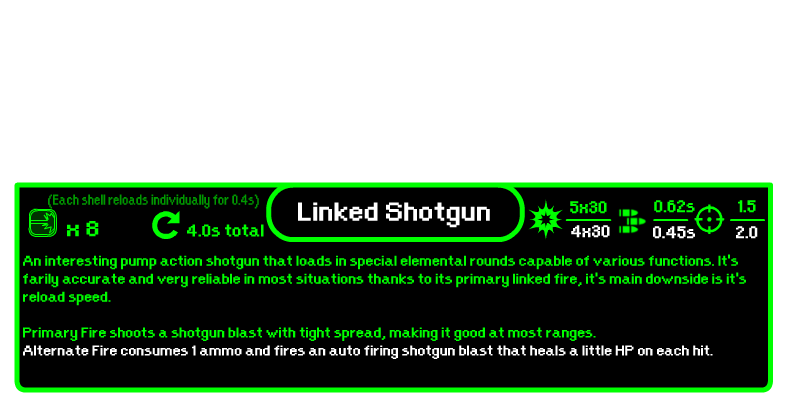 (Each shell reloads individually for 0.4s)
x 8
4.0s total
Linked Shotgun
5x30
4x30
0.62s
0.45s
1.5
2.0
An interesting pump action shotgun that loads in special elemental rounds capable of various functions. It's
farily accurate and very reliable in most situations thanks to its primary linked fire, it's main downside is it's
reload speed.
Primary Fire shoots a shotgun blast with tight spread, making it good at most ranges.
Alternate Fire consumes 1 ammo and fires an auto firing shotgun blast that heals a little HP on each hit.